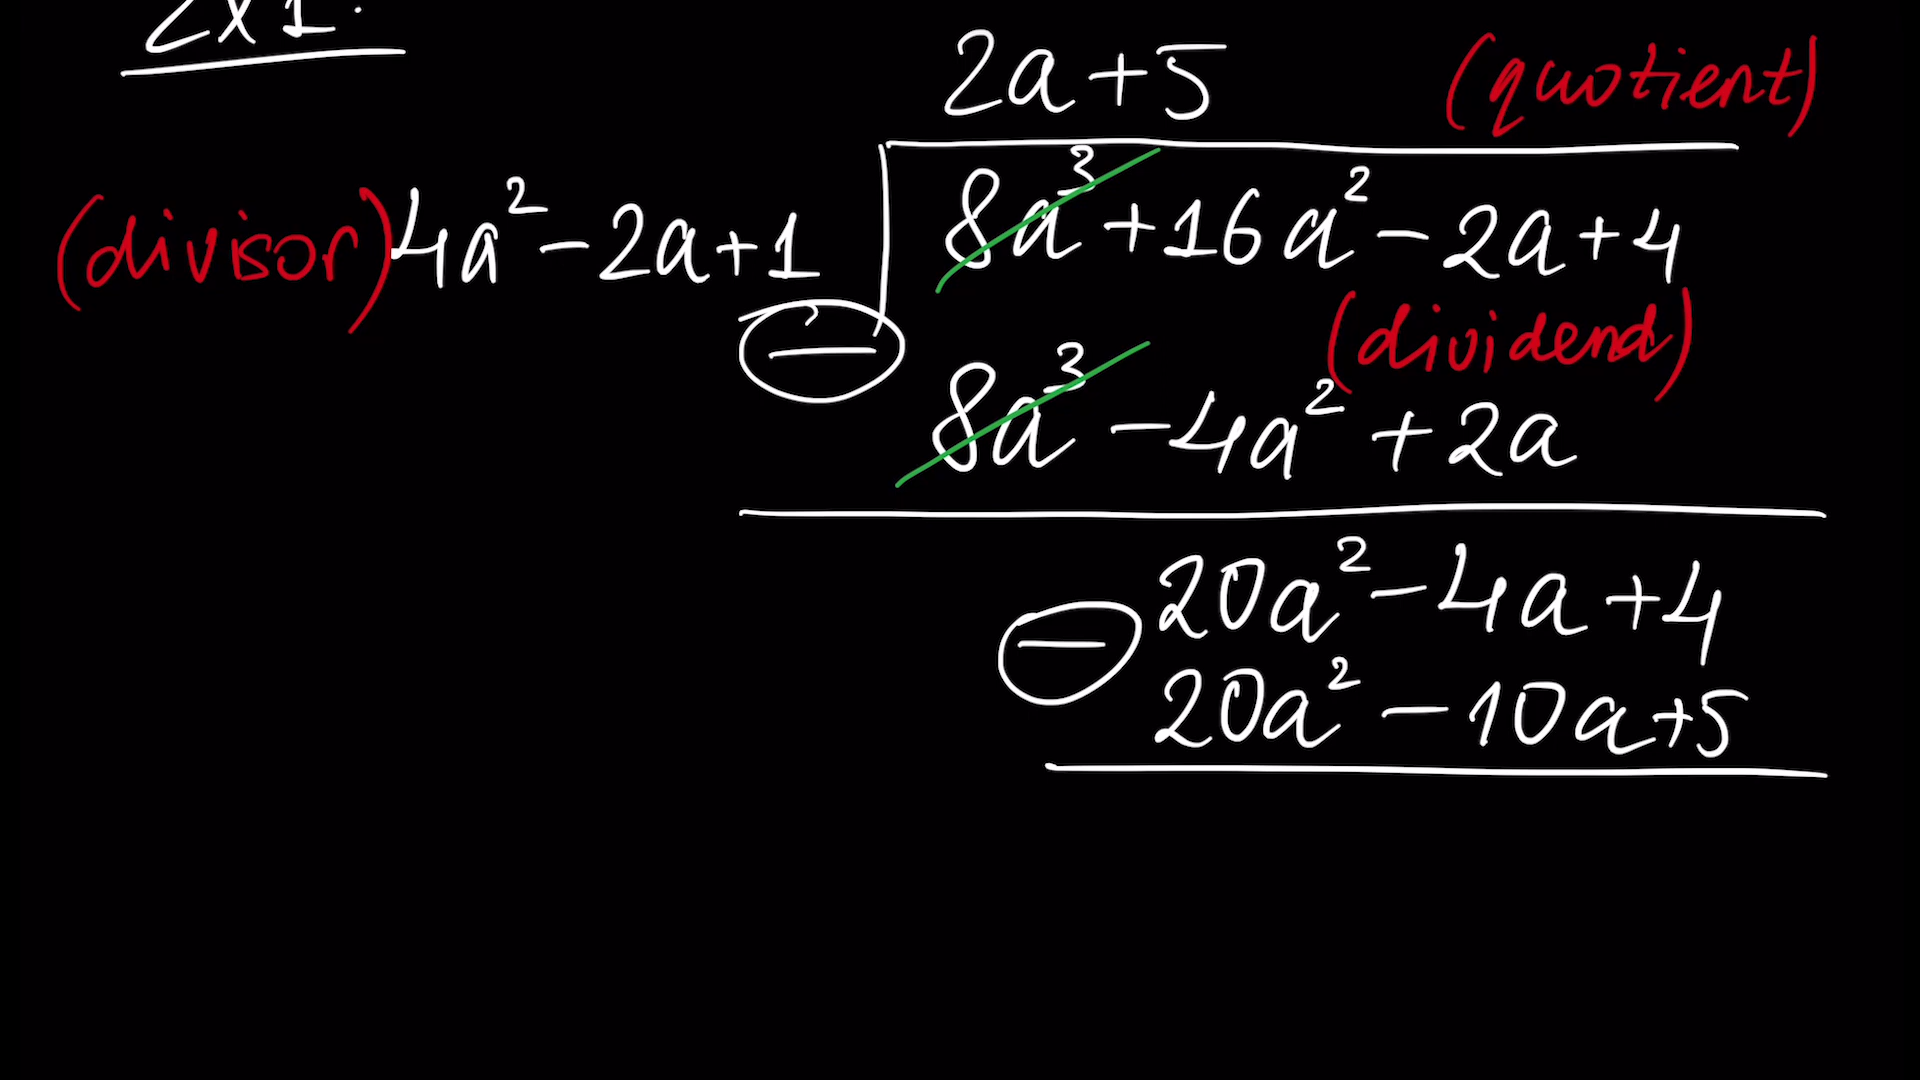 2x1.
2a+5 (quotient)
(divisor) 4a²-2a+1 8a³+16a²-2a+4
(dividend)
8a³-4a²+2a
20a²-4a+4
20a²-10a+5